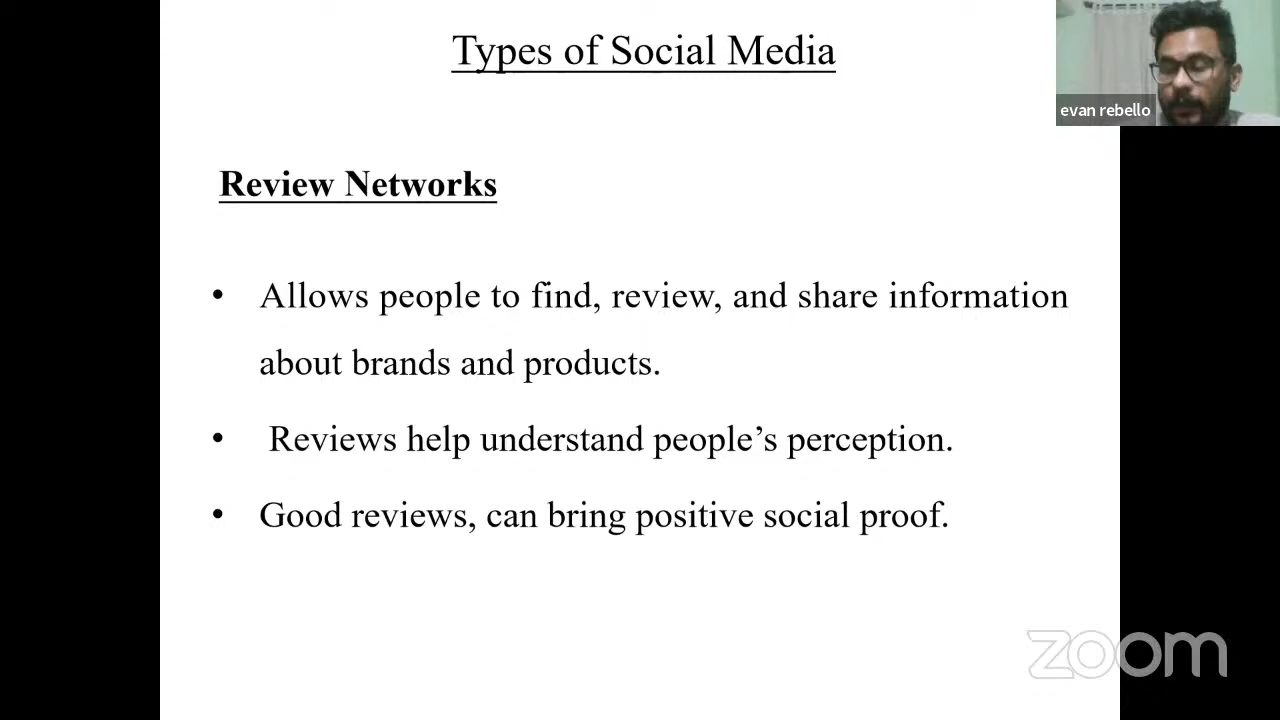 Types of Social Media
evan rebello
Review Networks
• Allows people to find, review, and share information
about brands and products.
• Reviews help understand people’s perception.
• Good reviews, can bring positive social proof.
zoom